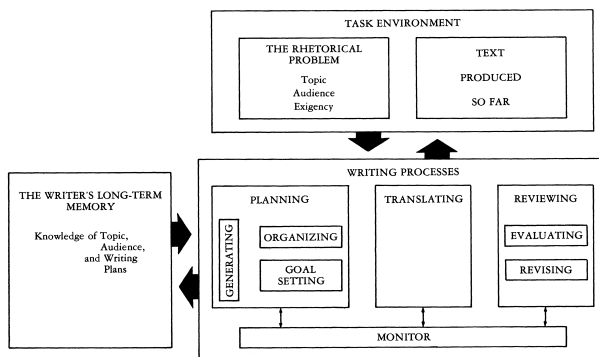 TASK ENVIRONMENT
THE RHETORICAL
PROBLEM
Topic
Audience
Exigency
TEXT
PRODUCED
SO FAR
THE WRITER'S LONG-TERM
MEMORY
Knowledge of Topic,
Audience,
and Writing
Plans
WRITING PROCESSES
PLANNING
GENERATING
ORGANIZING
GOAL
SETTING
TRANSLATING
REVIEWING
EVALUATING
REVISING
MONITOR